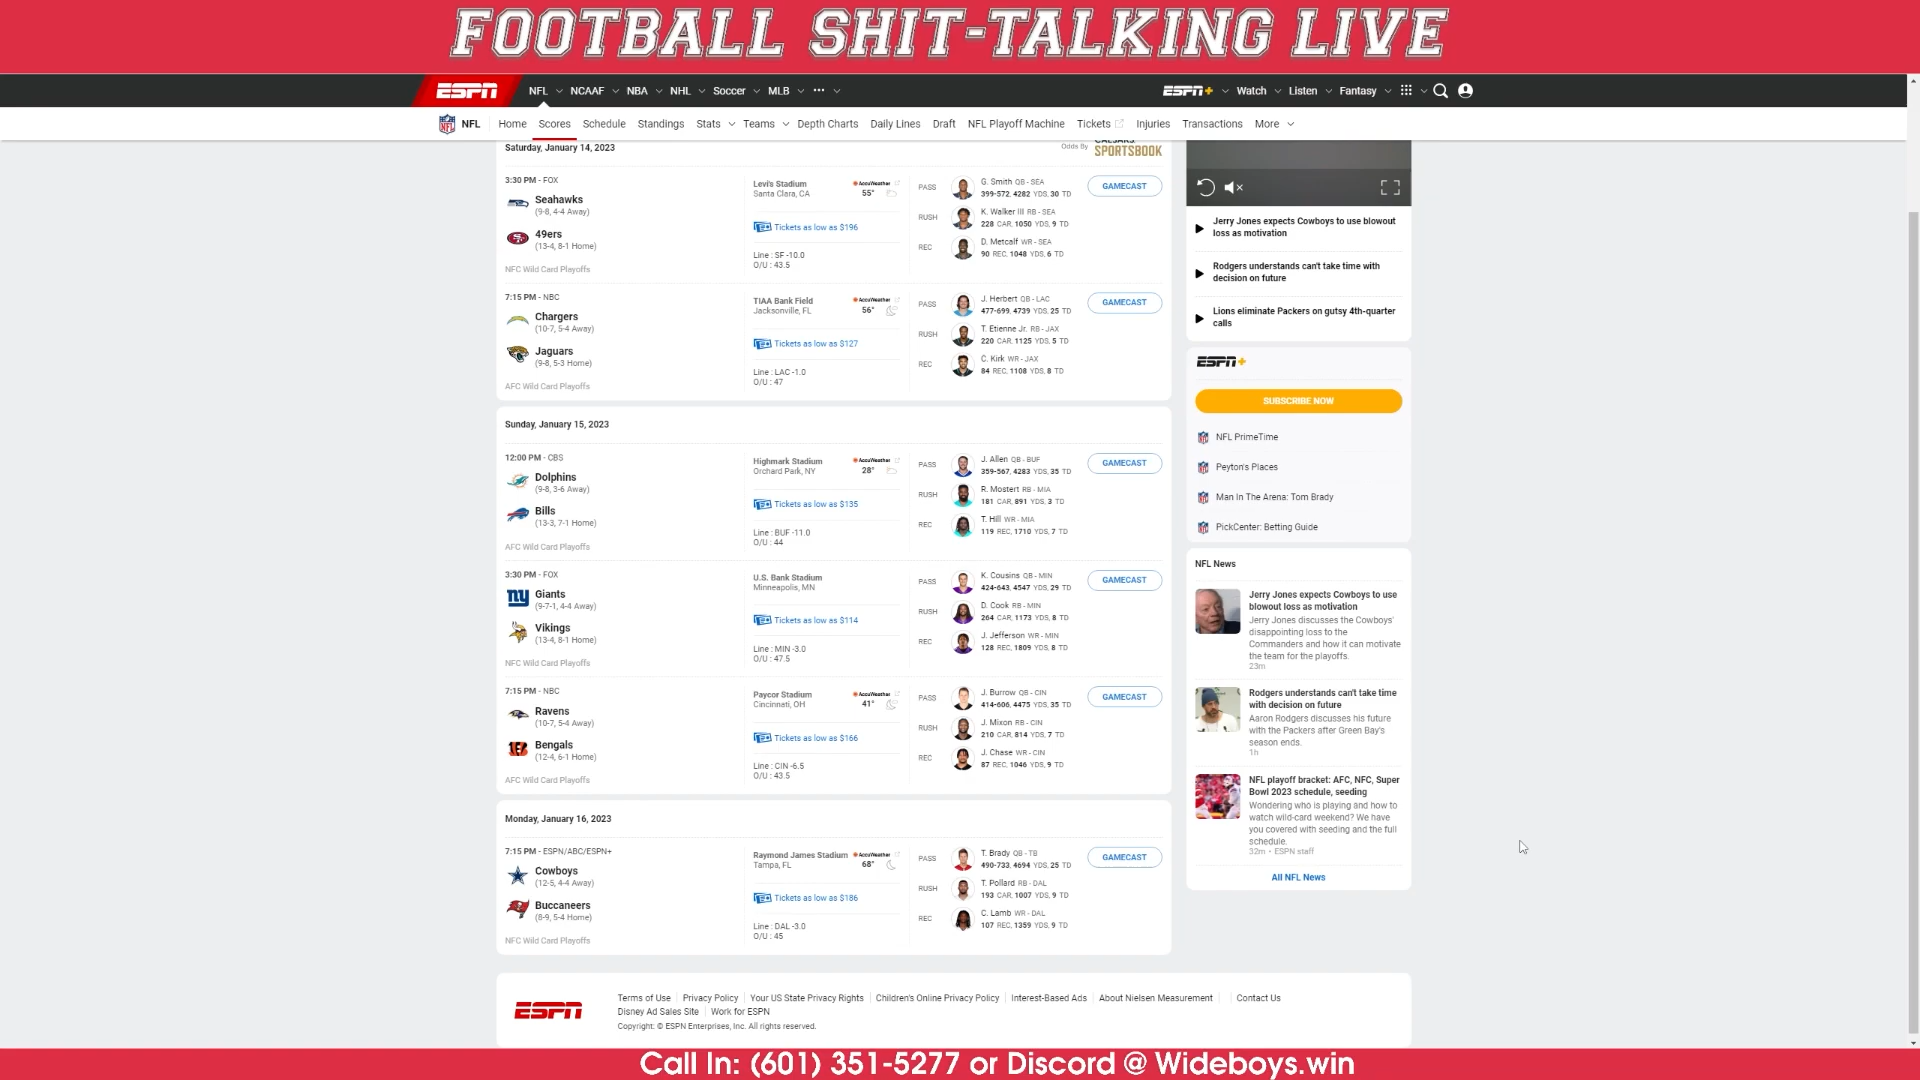 FOOTBALL SHIT-TALKING LIVE
ESPN NFL NCAAF NBA NHL Soccer MLB ESPN+ Watch Listen Fantasy
NFL Home Scores Schedule Standings Stats Teams Depth Charts Daily Lines Draft NFL Playoff Machine Tickets Injuries Transactions More
Saturday, January 14, 2023
Odds By
SPORTSBOOK
3:30 PM - FOX
Seahawks
(9-8, 4-4 Away)
49ers
(13-4, 8-1 Home)
NFC Wild Card Playoffs
Levi's Stadium
Santa Clara, CA
AccuWeather
55°
Tickets as low as $196
Line : SF -10.0
O/U : 43.5
PASS
G. Smith QB - SEA
399-572, 4282 YDS, 30 TD
RUSH
K. Walker III RB - SEA
228 CAR, 1050 YDS, 9 TD
REC
D. Metcalf WR - SEA
90 REC, 1048 YDS, 6 TD
GAMECAST
7:15 PM - NBC
Chargers
(10-7, 5-4 Away)
Jaguars
(9-8, 5-3 Home)
AFC Wild Card Playoffs
TIAA Bank Field
Jacksonville, FL
AccuWeather
56°
Tickets as low as $127
Line : LAC -1.0
O/U : 47
PASS
J. Herbert QB - LAC
477-699, 4739 YDS, 25 TD
RUSH
T. Etienne Jr. RB - JAX
220 CAR, 1125 YDS, 5 TD
REC
C. Kirk WR - JAX
84 REC, 1108 YDS, 8 TD
GAMECAST
Sunday, January 15, 2023
12:00 PM - CBS
Dolphins
(9-8, 3-6 Away)
Bills
(13-3, 7-1 Home)
AFC Wild Card Playoffs
Highmark Stadium
Orchard Park, NY
AccuWeather
28°
Tickets as low as $135
Line : BUF -11.0
O/U : 44
PASS
J. Allen QB - BUF
359-567, 4283 YDS, 35 TD
RUSH
R. Mostert RB - MIA
181 CAR, 891 YDS, 3 TD
REC
T. Hill WR - MIA
119 REC, 1710 YDS, 7 TD
GAMECAST
3:30 PM - FOX
Giants
(9-7-1, 4-4 Away)
Vikings
(13-4, 8-1 Home)
NFC Wild Card Playoffs
U.S. Bank Stadium
Minneapolis, MN
Tickets as low as $114
Line : MIN -3.0
O/U : 47.5
PASS
K. Cousins QB - MIN
424-643, 4547 YDS, 29 TD
RUSH
D. Cook RB - MIN
264 CAR, 1173 YDS, 8 TD
REC
J. Jefferson WR - MIN
128 REC, 1809 YDS, 8 TD
GAMECAST
7:15 PM - NBC
Ravens
(10-7, 5-4 Away)
Bengals
(12-4, 6-1 Home)
AFC Wild Card Playoffs
Paycor Stadium
Cincinnati, OH
AccuWeather
41°
Tickets as low as $166
Line : CIN -6.5
O/U : 43.5
PASS
J. Burrow QB - CIN
414-606, 4475 YDS, 35 TD
RUSH
J. Mixon RB - CIN
210 CAR, 814 YDS, 7 TD
REC
J. Chase WR - CIN
87 REC, 1046 YDS, 9 TD
GAMECAST
Monday, January 16, 2023
7:15 PM - ESPN/ABC/ESPN+
Cowboys
(12-5, 4-4 Away)
Buccaneers
(8-9, 5-4 Home)
NFC Wild Card Playoffs
Raymond James Stadium
Tampa, FL
AccuWeather
68°
Tickets as low as $186
Line : DAL -3.0
O/U : 45
PASS
T. Brady QB - TB
490-733, 4694 YDS, 25 TD
RUSH
T. Pollard RB - DAL
193 CAR, 1007 YDS, 9 TD
REC
C. Lamb WR - DAL
107 REC, 1359 YDS, 9 TD
GAMECAST
Jerry Jones expects Cowboys to use blowout
loss as motivation
Rodgers understands can't take time with
decision on future
Lions eliminate Packers on gutsy 4th-quarter
calls
ESPN+
SUBSCRIBE NOW
NFL PrimeTime
Peyton's Places
Man In The Arena: Tom Brady
PickCenter: Betting Guide
NFL News
Jerry Jones expects Cowboys to use
blowout loss as motivation
Jerry Jones discusses the Cowboys'
disappointing loss to the
Commanders and how it can motivate
the team for the playoffs.
23m
Rodgers understands can't take time
with decision on future
Aaron Rodgers discusses his future
with the Packers after Green Bay's
season ends.
1h
NFL playoff bracket: AFC, NFC, Super
Bowl 2023 schedule, seeding
Wondering who is playing and how to
watch wild-card weekend? We have
you covered with seeding and the full
schedule.
32m • ESPN staff
All NFL News
ESPN
Terms of Use Privacy Policy Your US State Privacy Rights Children's Online Privacy Policy Interest-Based Ads About Nielsen Measurement Contact Us
Disney Ad Sales Site Work for ESPN
Copyright: © ESPN Enterprises, Inc. All rights reserved.
Call In: (601) 351-5277 or Discord @ Wideboys.win